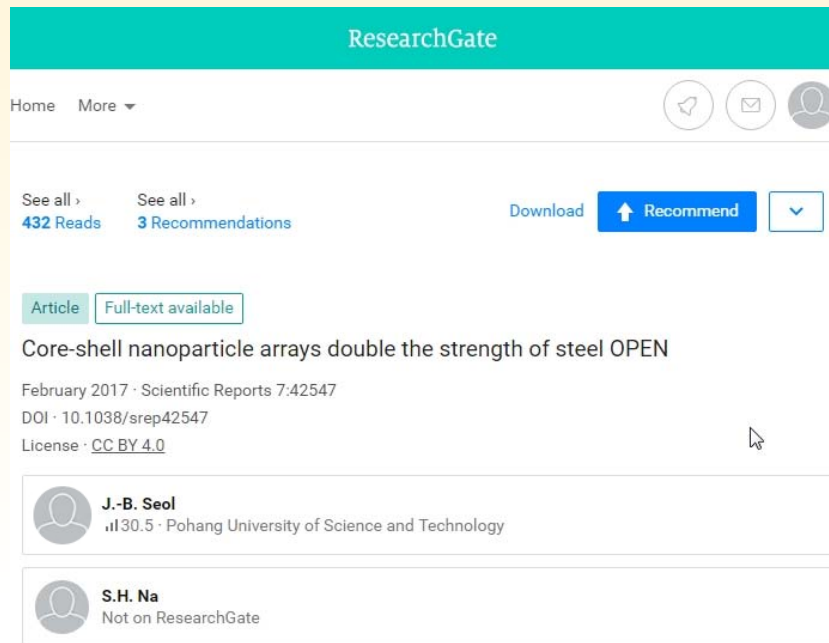 ResearchGate
Home More
See all › See all ›
432 Reads 3 Recommendations Download Recommend
Article Full-text available
Core-shell nanoparticle arrays double the strength of steel OPEN
February 2017 · Scientific Reports 7:42547
DOI · 10.1038/srep42547
License · CC BY 4.0
J.-B. Seol
30.5 · Pohang University of Science and Technology
S.H. Na
Not on ResearchGate